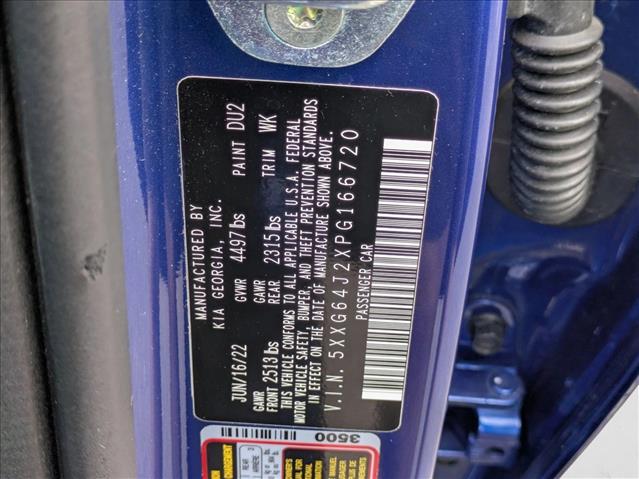 MANUFACTURED BY
KIA GEORGIA, INC.
PAINT DU2
JUN/16/22 GVWR 4497lbs
TRIM WK
GAWR GAWR
FRONT 2513lbs REAR 2315lbs
THIS VEHICLE CONFORMS TO ALL APPLICABLE U.S.A. FEDERAL
MOTOR VEHICLE SAFETY, BUMPER, AND THEFT PREVENTION STANDARDS
IN EFFECT ON THE DATE OF MANUFACTURE SHOWN ABOVE.
V.I.N. 5XXG64J2XPG166720
PASSENGER CAR
3500
REAR
ARRIERE